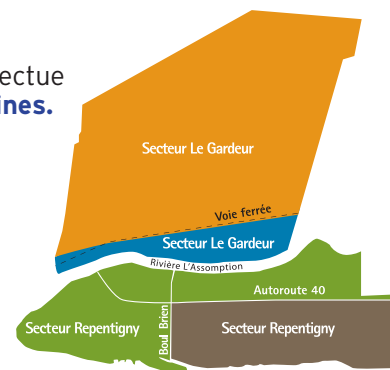 ectue
ines.
Secteur Le Gardeur
Voie ferrée
Secteur Le Gardeur
Rivière L'Assomption
Autoroute 40
Secteur Repentigny
Boul Brien
Secteur Repentigny